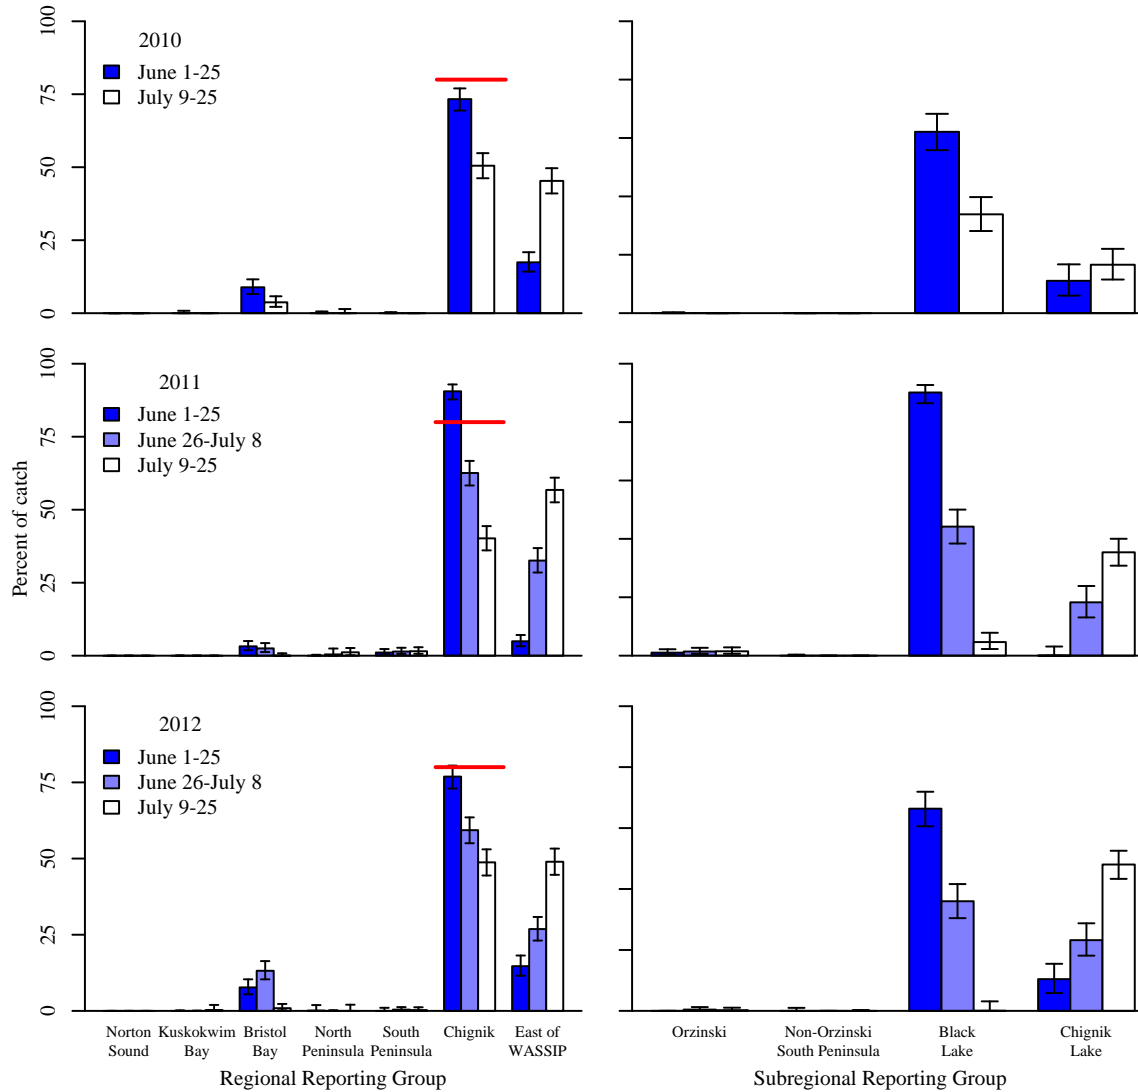 100
75
50
25
0
2010
June 1-25
July 9-25
100
75
50
25
0
2011
June 1-25
June 26-July 8
July 9-25
Percent of catch
100
75
50
25
0
2012
June 1-25
June 26-July 8
July 9-25
Norton Sound
Kuskokwim Bay
Bristol Bay
North Peninsula
South Peninsula
Chignik
East of WASSIP
Regional Reporting Group
Orzinski
Non-Orzinski South Peninsula
Black Lake
Chignik Lake
Subregional Reporting Group